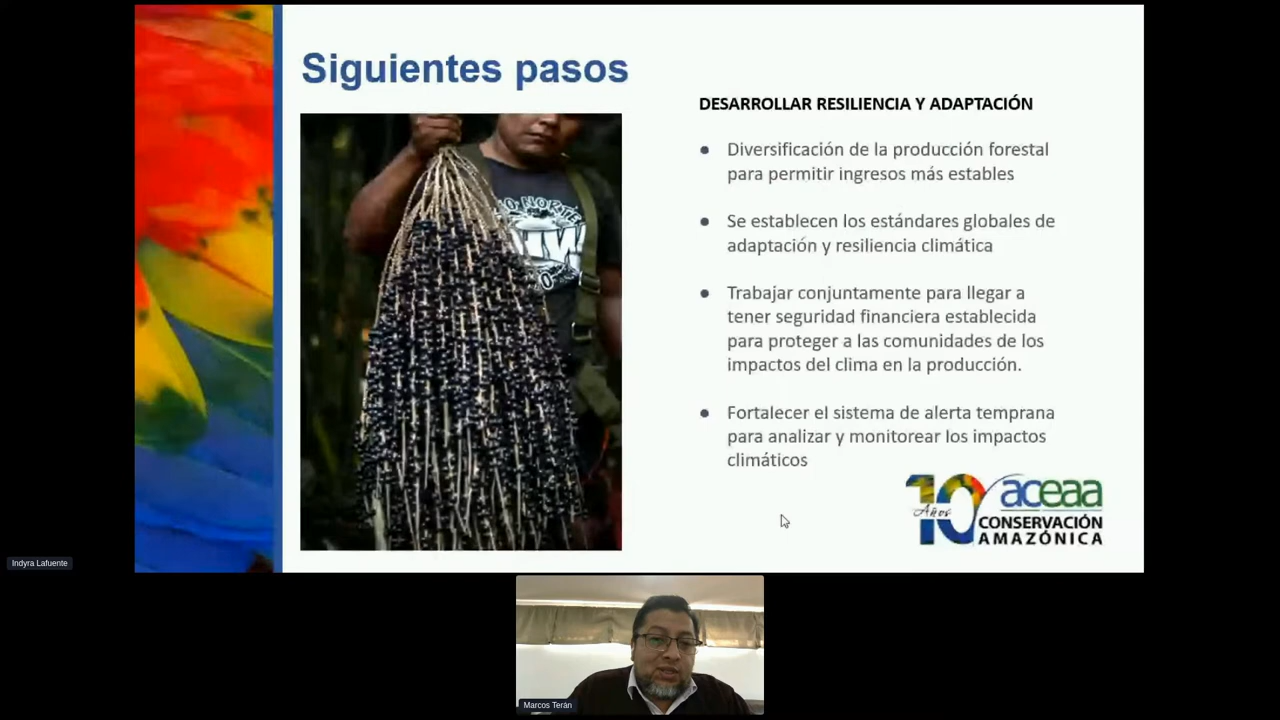 Siguientes pasos
DESARROLLAR RESILIENCIA Y ADAPTACIÓN
● Diversificación de la producción forestal
para permitir ingresos más estables
● Se establecen los estándares globales de
adaptación y resiliencia climática
● Trabajar conjuntamente para llegar a
tener seguridad financiera establecida
para proteger a las comunidades de los
impactos del clima en la producción.
● Fortalecer el sistema de alerta temprana
para analizar y monitorear los impactos
climáticos
10 Años aceaa
CONSERVACIÓN
AMAZÓNICA
Indyra Lafuente
Marcos Terán